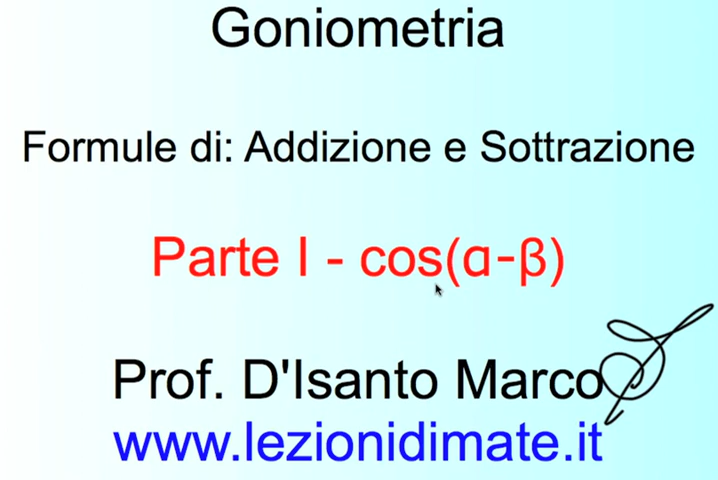 Goniometria
Formule di: Addizione e Sottrazione
Parte I - cos(α-β)
Prof. D'Isanto Marco
www.lezionidimate.it